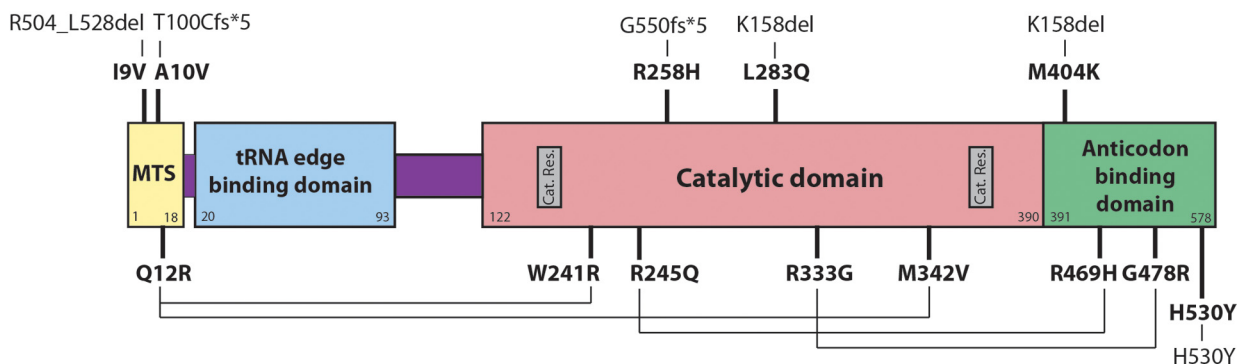 R504_L528del T100Cfs*5 G550fs*5 K158del K158del
I9V A10V R258H L283Q M404K
MTS
tRNA edge
binding domain
Cat. Res.
Catalytic domain
Cat. Res.
Anticodon
binding
domain
1 18 20 93 122 390 391 578
Q12R W241R R245Q R333G M342V R469H G478R
H530Y
H530Y